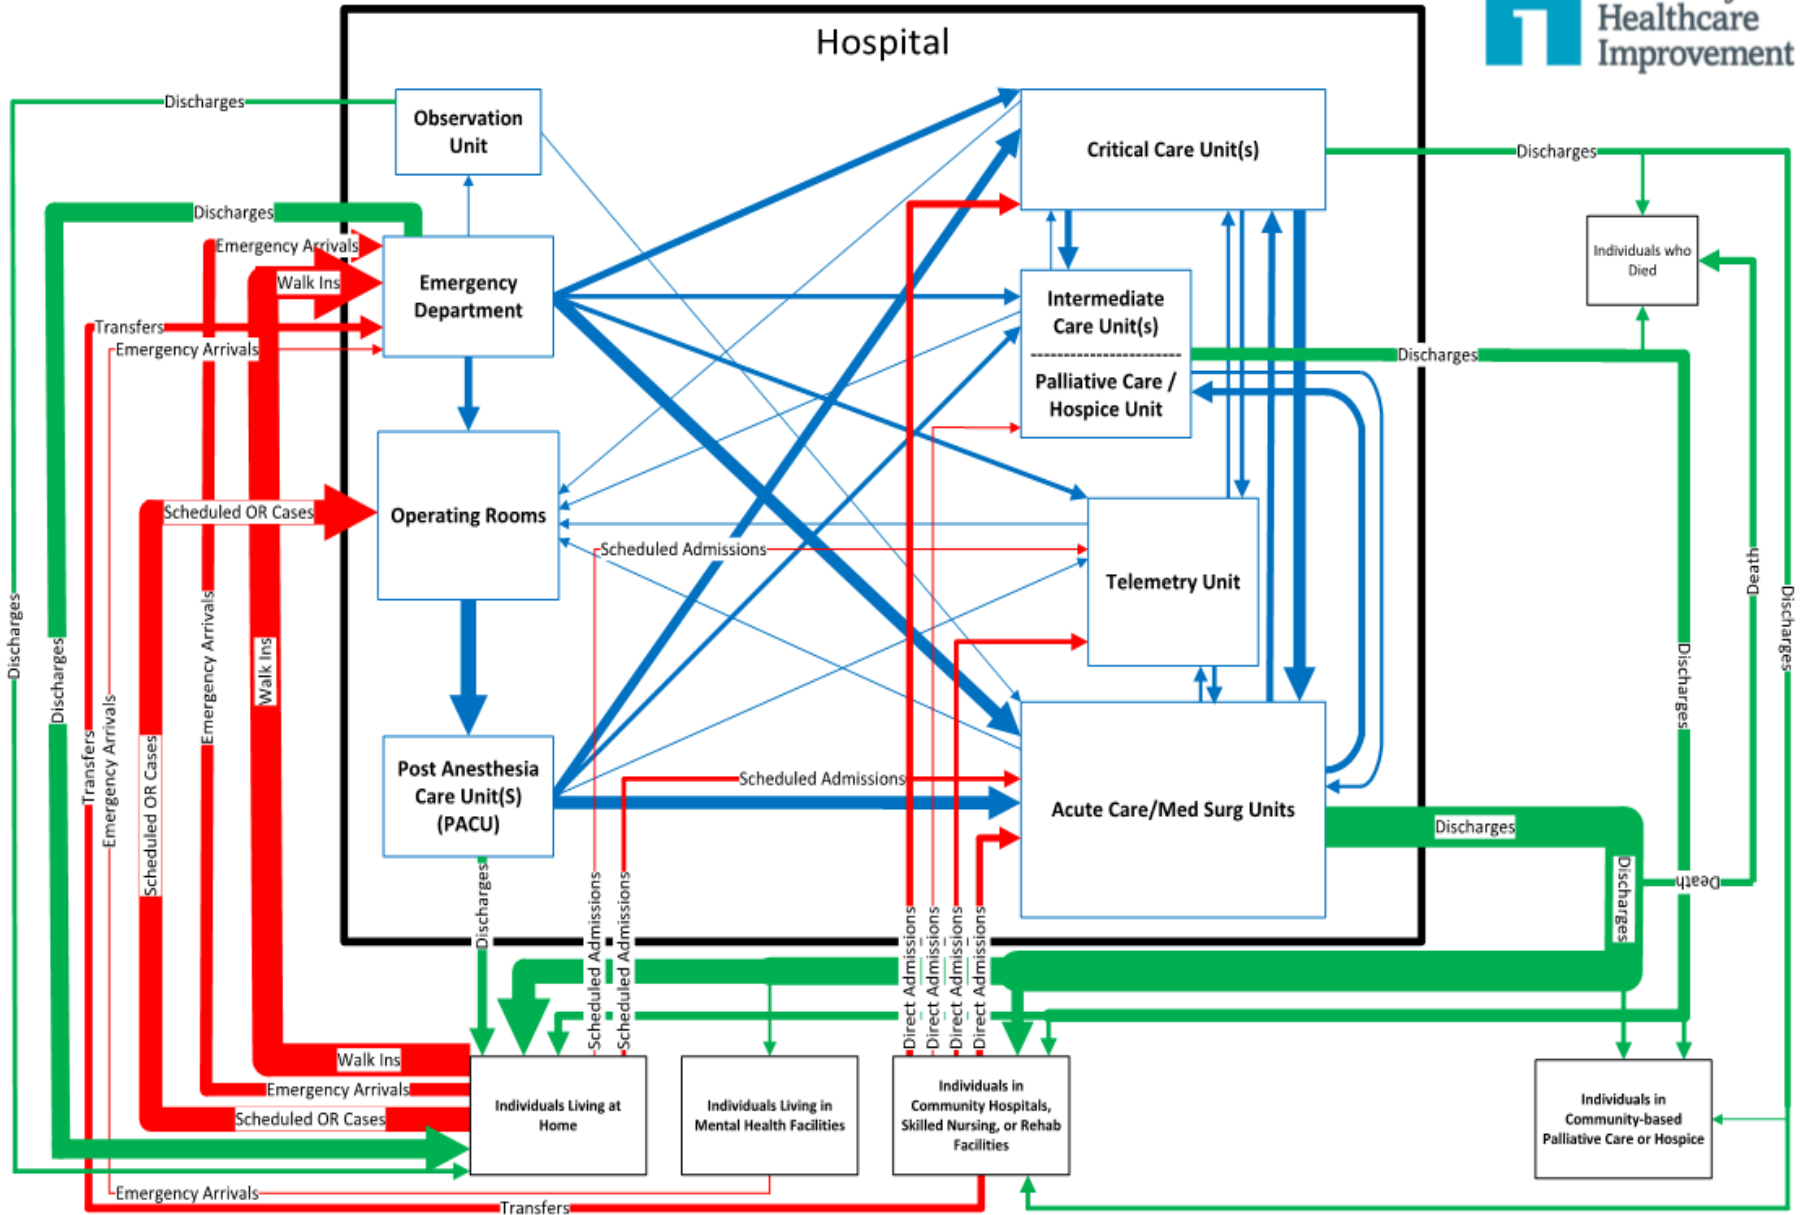 Hospital
Healthcare
Improvement
Discharges
Observation
Unit
Critical Care Unit(s)
Discharges
Discharges
Emergency Arrivals
Walk Ins
Emergency
Department
Individuals who
Died
Intermediate
Care Unit(s)
Palliative Care /
Hospice Unit
Transfers
Emergency Arrivals
Discharges
Scheduled OR Cases
Operating Rooms
Scheduled Admissions
Telemetry Unit
Death
Discharges
Discharges
Discharges
Emergency Arrivals
Walk Ins
Discharges
Transfers
Emergency Arrivals
Scheduled OR Cases
Post Anesthesia
Care Unit(S)
(PACU)
Scheduled Admissions
Acute Care/Med Surg Units
Discharges
Discharges
Death
Discharges
Scheduled Admissions
Scheduled Admissions
Direct Admissions
Direct Admissions
Direct Admissions
Direct Admissions
Walk Ins
Emergency Arrivals
Scheduled OR Cases
Individuals Living at
Home
Individuals Living in
Mental Health Facilities
Individuals in
Community Hospitals,
Skilled Nursing, or Rehab
Facilities
Individuals in
Community-based
Palliative Care or Hospice
Emergency Arrivals
Transfers